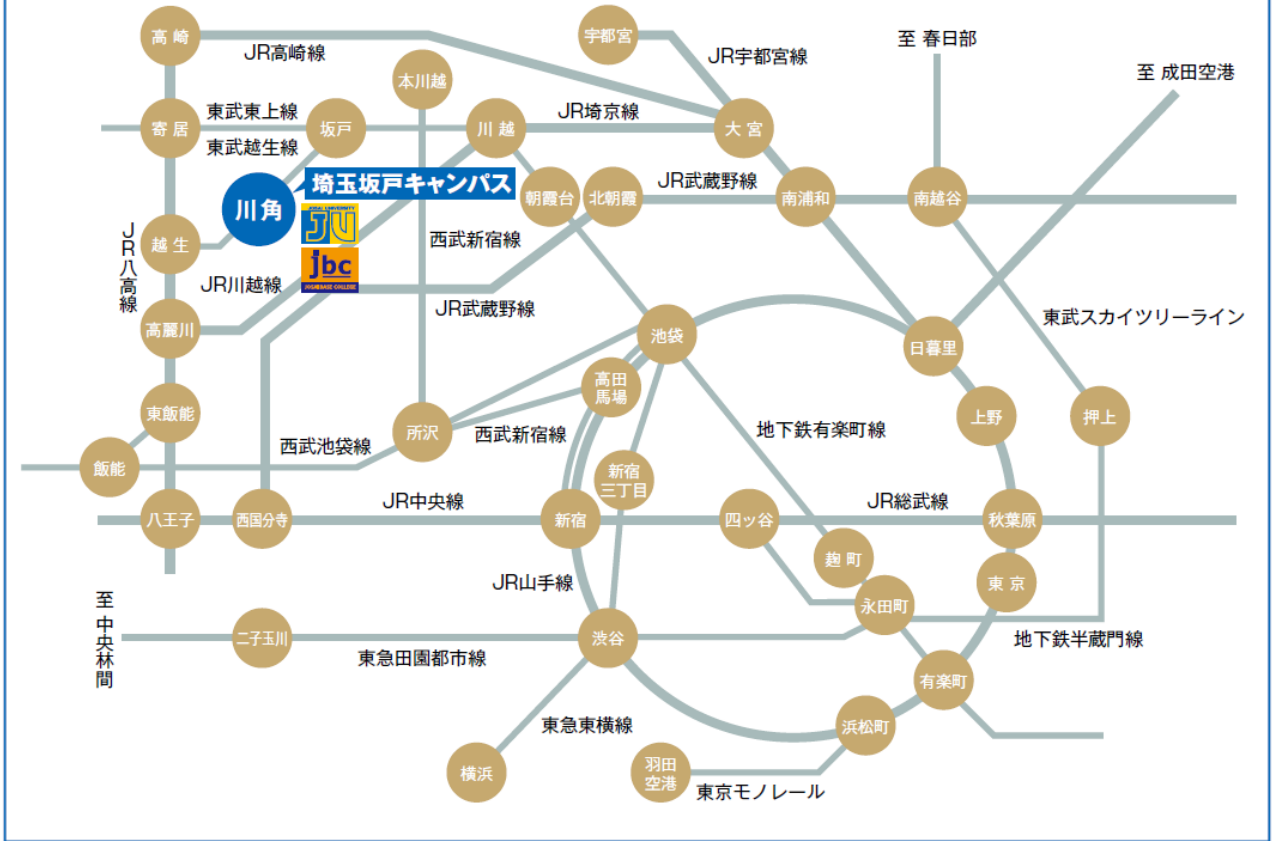 高崎
JR高崎線
宇都宮
JR宇都宮線
至 春日部
至 成田空港
本川越
寄居
東武東上線
坂戸
川越
JR埼京線
大宮
東武越生線
埼玉坂戸キャンパス
川角
朝霞台
北朝霞
JR武蔵野線
南浦和
南越谷
JOSAI UNIVERSITY
JU
越生
西武新宿線
jbc
JOSAI BASE COLLEGE
JR八高線
JR川越線
JR武蔵野線
高麗川
池袋
日暮里
東武スカイツリーライン
高田
馬場
東飯能
所沢
西武新宿線
西武池袋線
地下鉄有楽町線
上野
押上
飯能
新宿
三丁目
八王子
西国分寺
JR中央線
新宿
四ッ谷
JR総武線
秋葉原
麹町
JR山手線
東京
永田町
至 中央林間
二子玉川
東急田園都市線
渋谷
地下鉄半蔵門線
有楽町
東急東横線
浜松町
横浜
羽田
空港
東京モノレール